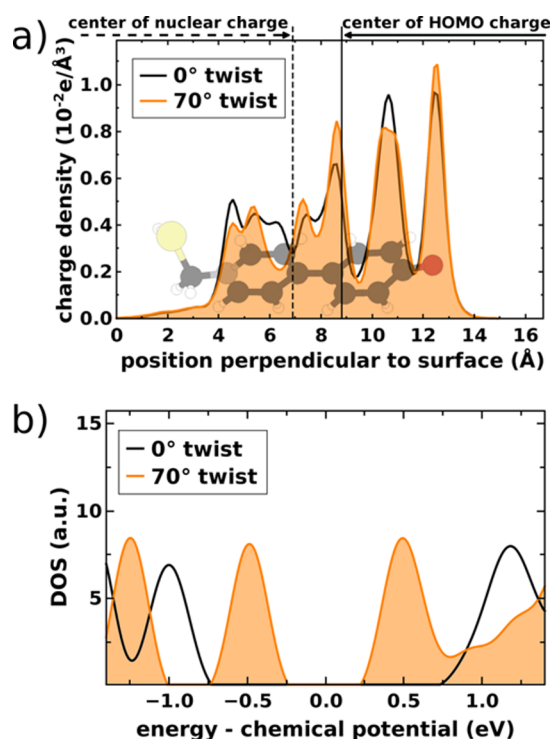 center of nuclear charge
center of HOMO charge
a)
0° twist
70° twist
charge density (10⁻²e/Å³)
1.0
0.8
0.6
0.4
0.2
0.0
0 2 4 6 8 10 12 14 16
position perpendicular to surface (Å)
b)
0° twist
70° twist
DOS (a.u.)
15
10
5
−1.0 −0.5 0.0 0.5 1.0
energy - chemical potential (eV)